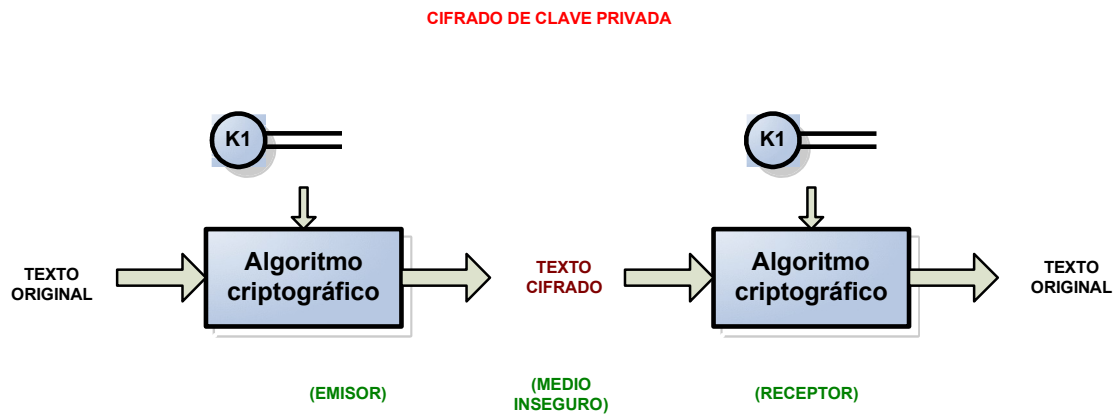 CIFRADO DE CLAVE PRIVADA
K1
K1
TEXTO
ORIGINAL
Algoritmo
criptográfico
TEXTO
CIFRADO
Algoritmo
criptográfico
TEXTO
ORIGINAL
(EMISOR)
(MEDIO
INSEGURO)
(RECEPTOR)